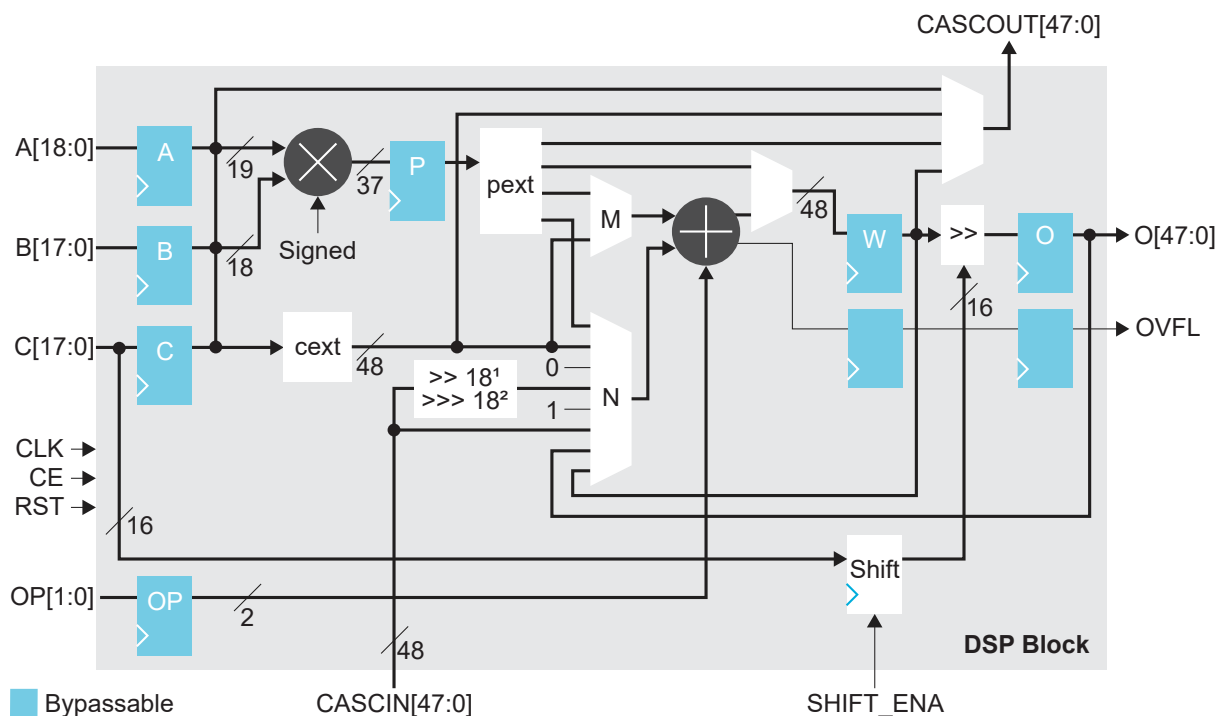 CASCOUT[47:0]
A[18:0]
A
19
37
P
pext
Signed
M
48
B[17:0]
B
18
W
>>
O
O[47:0]
16
OVFL
C[17:0]
C
cext
48
0
>> 18¹
>>> 18²
1
N
CLK
CE
RST
16
Shift
OP[1:0]
OP
2
48
DSP Block
Bypassable
CASCIN[47:0]
SHIFT_ENA